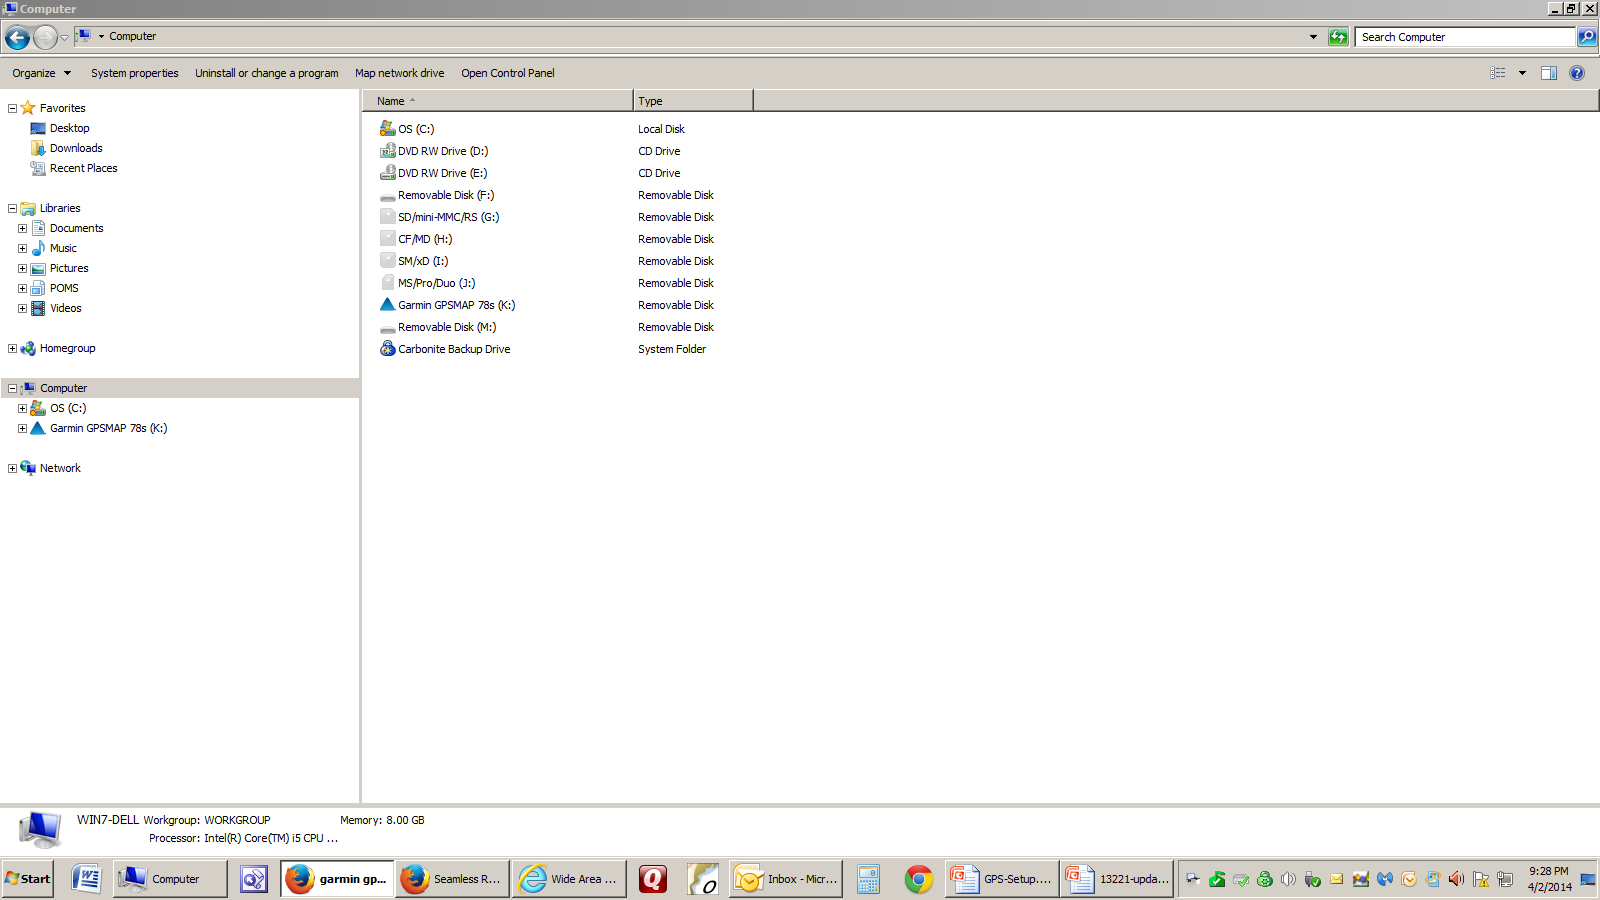 Computer
Computer
Search Computer
Organize System properties Uninstall or change a program Map network drive Open Control Panel
Favorites
Desktop
Downloads
Recent Places
Libraries
Documents
Music
Pictures
POMS
Videos
Homegroup
Computer
OS (C:)
Garmin GPSMAP 78s (K:)
Network
Name Type
OS (C:) Local Disk
DVD RW Drive (D:) CD Drive
DVD RW Drive (E:) CD Drive
Removable Disk (F:) Removable Disk
SD/mini-MMC/RS (G:) Removable Disk
CF/MD (H:) Removable Disk
SM/xD (I:) Removable Disk
MS/Pro/Duo (J:) Removable Disk
Garmin GPSMAP 78s (K:) Removable Disk
Removable Disk (M:) Removable Disk
Carbonite Backup Drive System Folder
WIN7-DELL Workgroup: WORKGROUP Memory: 8.00 GB
Processor: Intel(R) Core(TM) i5 CPU ...
Start Computer garmin gp... Seamless R... Wide Area ... Inbox - Micr... GPS-Setup.... 13221-upda... 9:28 PM
4/2/2014